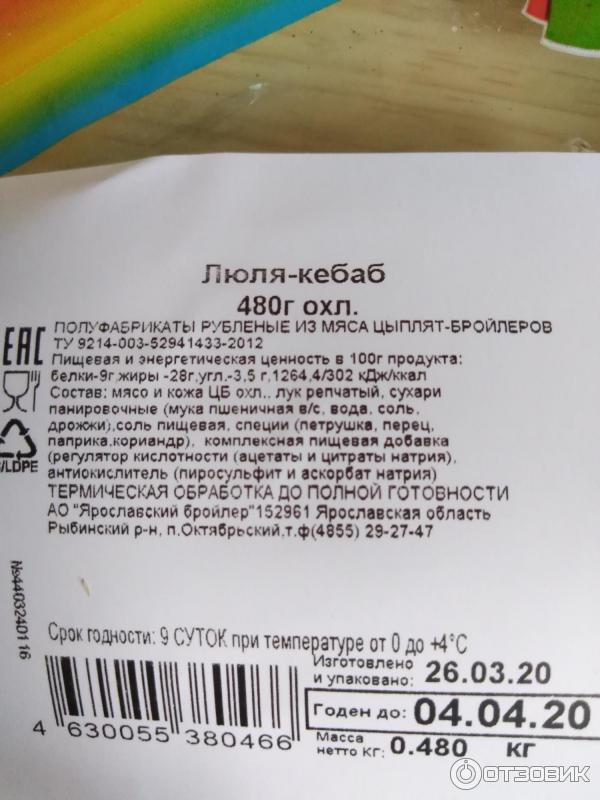 Люля-кебаб
480г охл.
ПОЛУФАБРИКАТЫ РУБЛЕНЫЕ ИЗ МЯСА ЦЫПЛЯТ-БРОЙЛЕРОВ
ЕАС
ТУ 9214-003-52941433-2012
Пищевая и энергетическая ценность в 100г продукта:
белки-9г,жиры -28г,угл.-3,5 г,1264,4/302 кДж/ккал
Состав: мясо и кожа ЦБ охл., лук репчатый, сухари
панировочные (мука пшеничная в/с, вода, соль,
дрожжи),соль пищевая, специи (петрушка, перец,
паприка,кориандр), комплексная пищевая добавка
(регулятор кислотности (ацетаты и цитраты натрия),
/LDPE
антиокислитель (пиросульфит и аскорбат натрия)
ТЕРМИЧЕСКАЯ ОБРАБОТКА ДО ПОЛНОЙ ГОТОВНОСТИ
АО "Ярославский бройлер"152961 Ярославская область
Рыбинский р-н, п.Октябрьский,т.ф(4855) 29-27-47
№4403240116
Срок годности: 9 СУТОК при температуре от 0 до +4°С
Изготовлено
и упаковано: 26.03.20
Годен до: 04.04.20
Масса
нетто кг: 0.480 кг
4 630055 380466
ОТЗОВИК